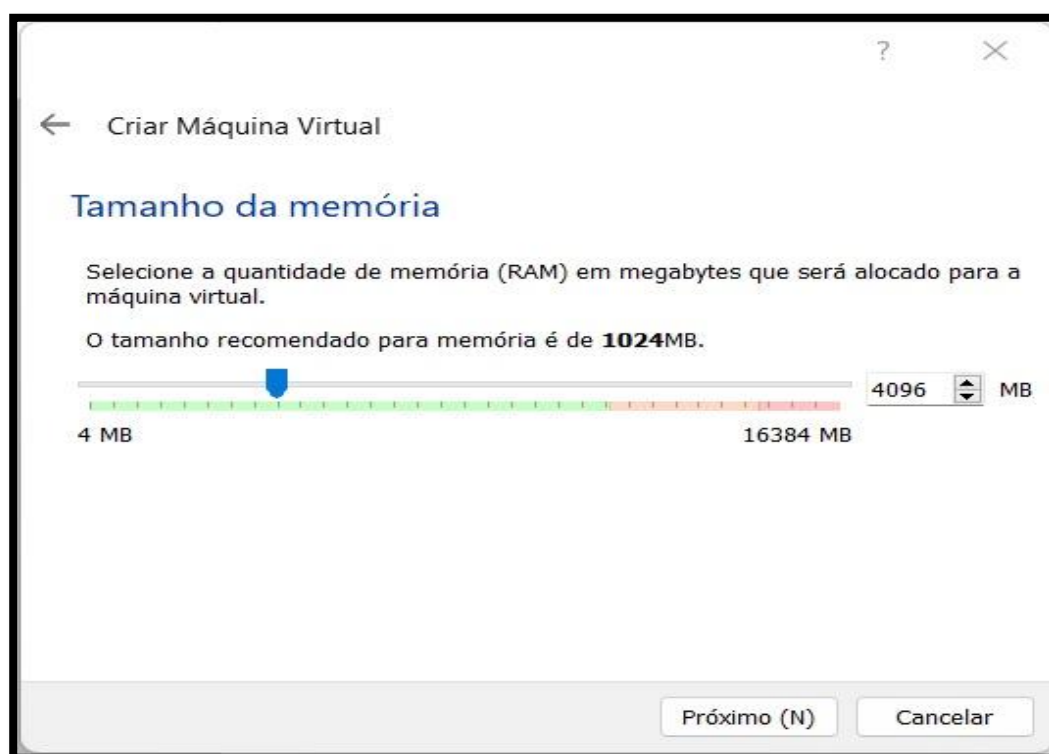 ?
Criar Máquina Virtual
Tamanho da memória
Selecione a quantidade de memória (RAM) em megabytes que será alocado para a
máquina virtual.
O tamanho recomendado para memória é de 1024MB.
4096 MB
4 MB 16384 MB
Próximo (N) Cancelar